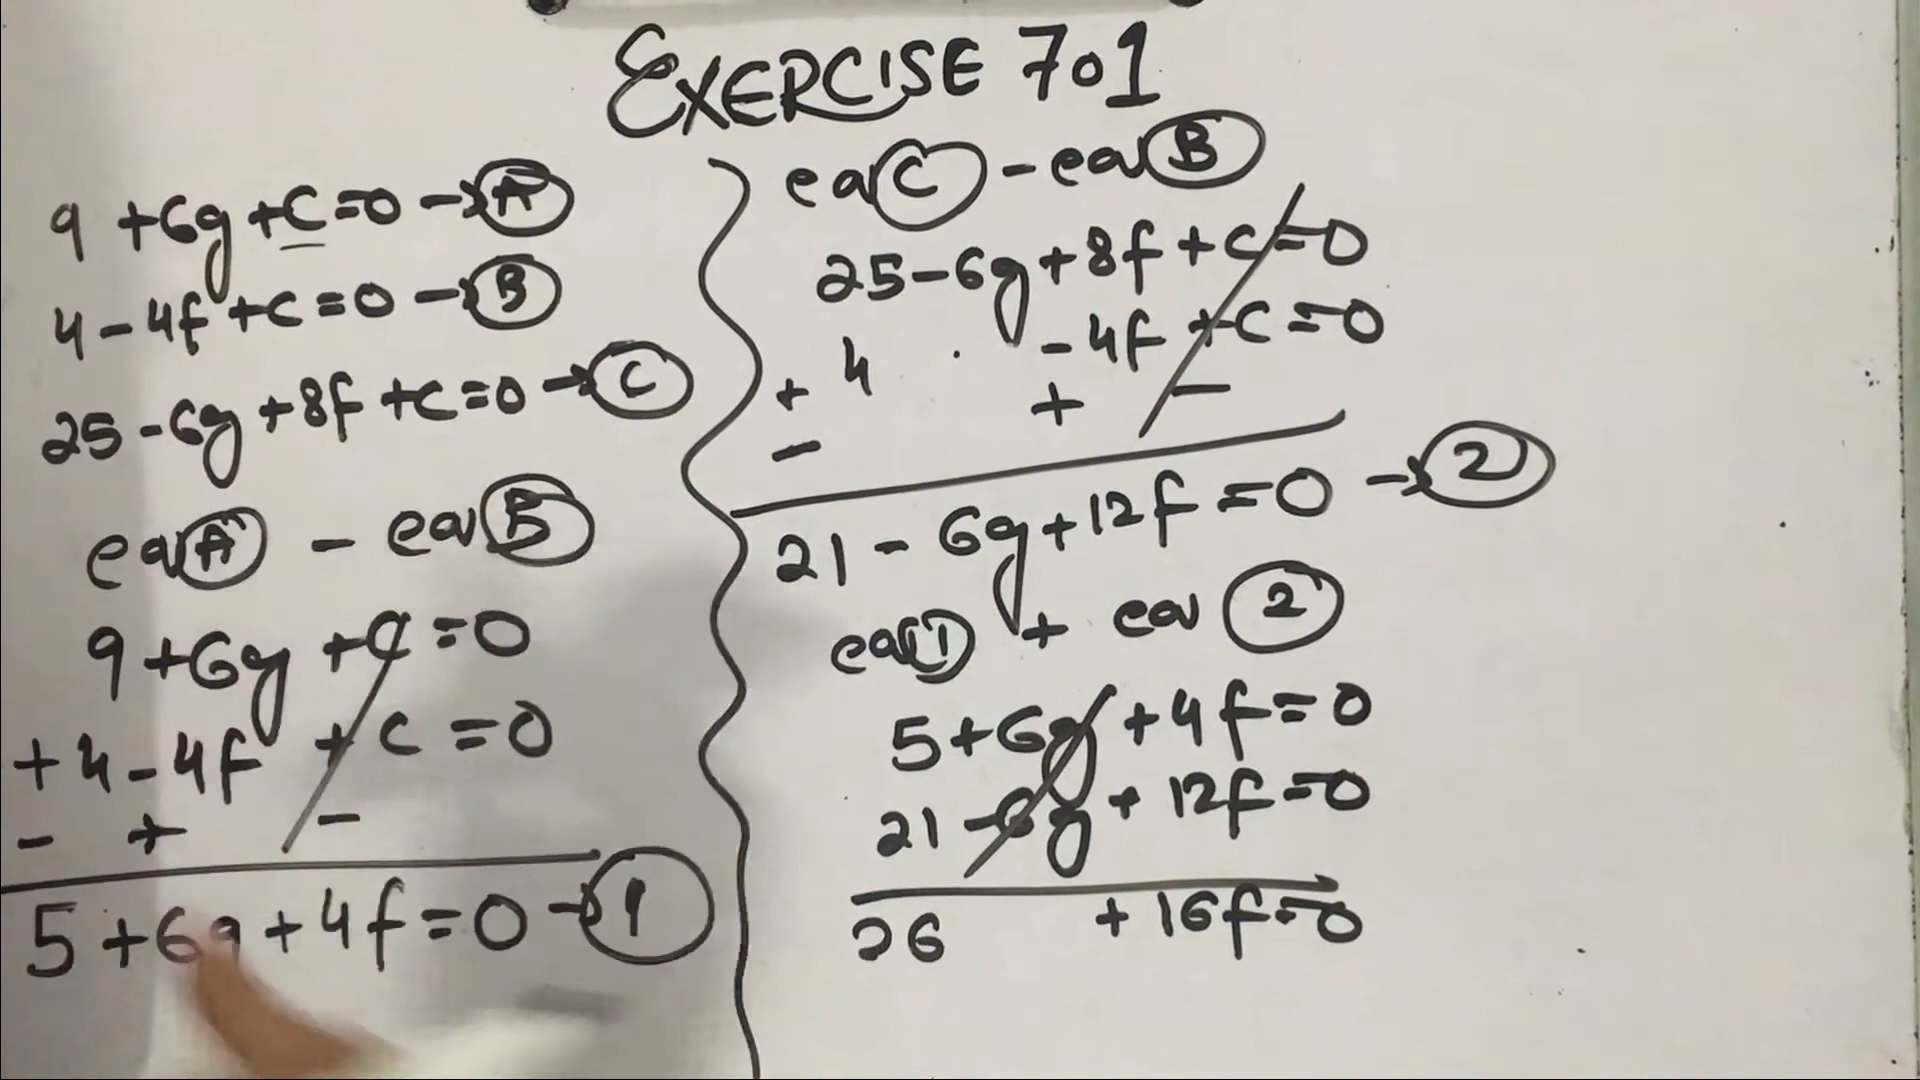 EXERCISE 7.1
9 + 6g + c = 0 → A
4 - 4f + c = 0 → B
25 - 6g + 8f + c = 0 → C
eq A - eq B
9 + 6g + c = 0
+ 4 - 4f + c = 0
- + -
5 + 6g + 4f = 0 → 1
eq C - eq B
25 - 6g + 8f + c = 0
+ 4 - 4f + c = 0
- + -
21 - 6g + 12f = 0 → 2
eq 1 + eq 2
5 + 6g + 4f = 0
21 - 6g + 12f = 0
26 + 16f = 0